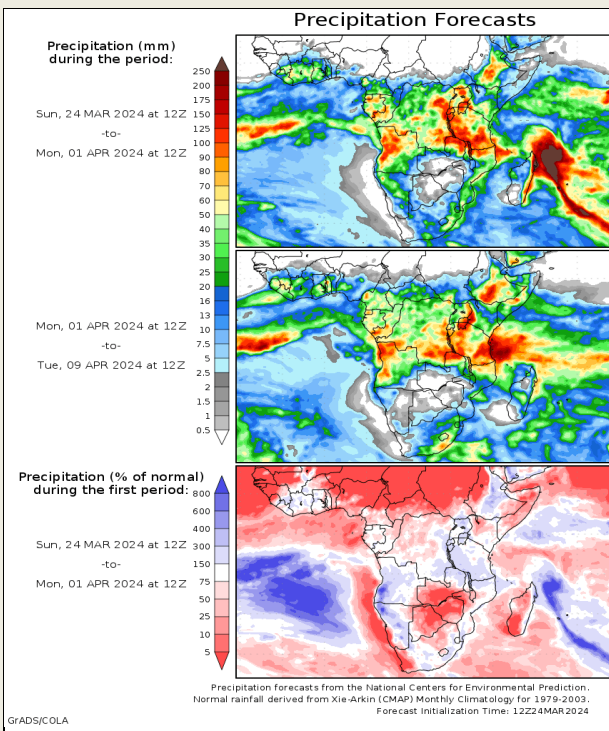 Precipitation Forecasts
Precipitation (mm)
during the period:
Sun, 24 MAR 2024 at 12Z
-to-
Mon, 01 APR 2024 at 12Z
250
200
175
150
125
100
90
80
70
60
50
40
35
30
25
20
16
13
10
7.5
5
2.5
2
1.5
1
0.5
Mon, 01 APR 2024 at 12Z
-to-
Tue, 09 APR 2024 at 12Z
Precipitation (% of normal)
during the first period:
Sun, 24 MAR 2024 at 12Z
-to-
Mon, 01 APR 2024 at 12Z
800
600
400
300
150
75
50
25
10
5
Precipitation forecasts from the National Centers for Environmental Prediction.
Normal rainfall derived from Xie-Arkin (CMAP) Monthly Climatology for 1979-2003.
Forecast Initialization Time: 12Z24MAR2024
GrADS/COLA